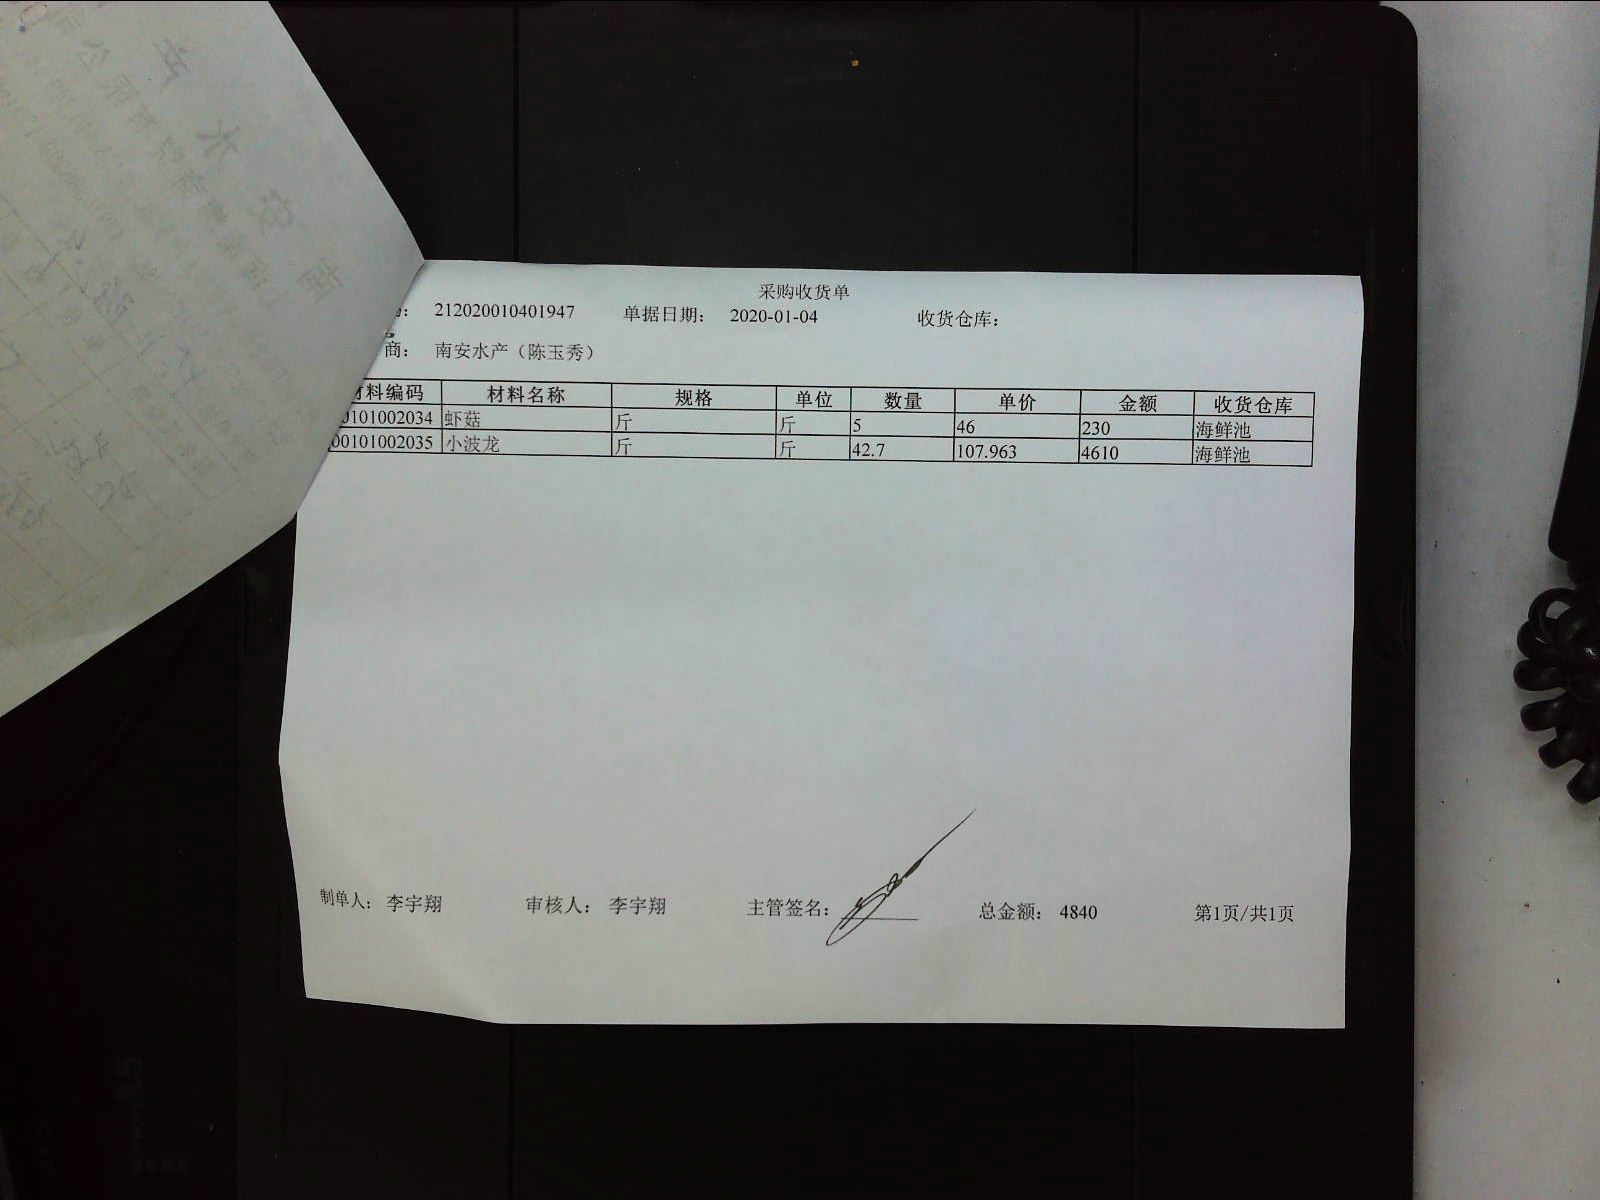 采购收货单
: 212020010401947 单据日期: 2020-01-04 收货仓库:
商: 南安水产（陈玉秀）
料编码 材料名称 规格 单位 数量 单价 金额 收货仓库
0101002034 虾菇 斤 斤 5 46 230 海鲜池
00101002035 小波龙 斤 斤 42.7 107.963 4610 海鲜池
制单人: 李宇翔 审核人: 李宇翔 主管签名: 总金额: 4840 第1页/共1页